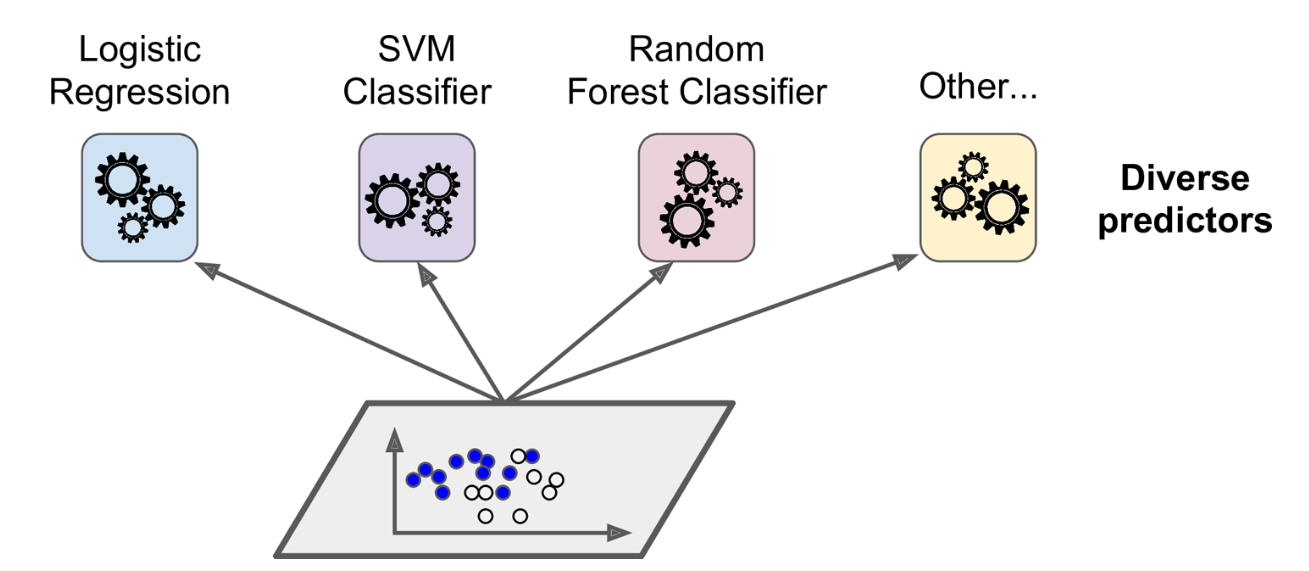 Logistic
Regression
SVM
Classifier
Random
Forest Classifier
Other...
Diverse
predictors